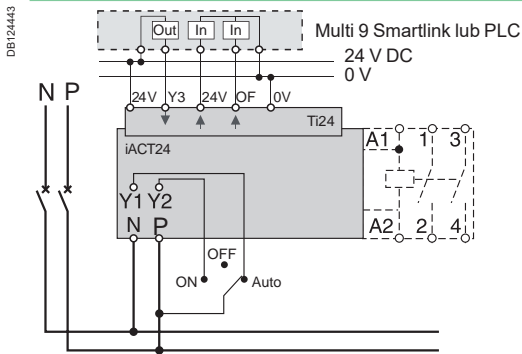 DB124443
Out In In
Multi 9 Smartlink lub PLC
24 V DC
0 V
N P
24V Y3 24V OF 0V
Ti24
iACT24
A1 1 3
Y1 Y2
N P
A2 2 4
OFF
ON Auto